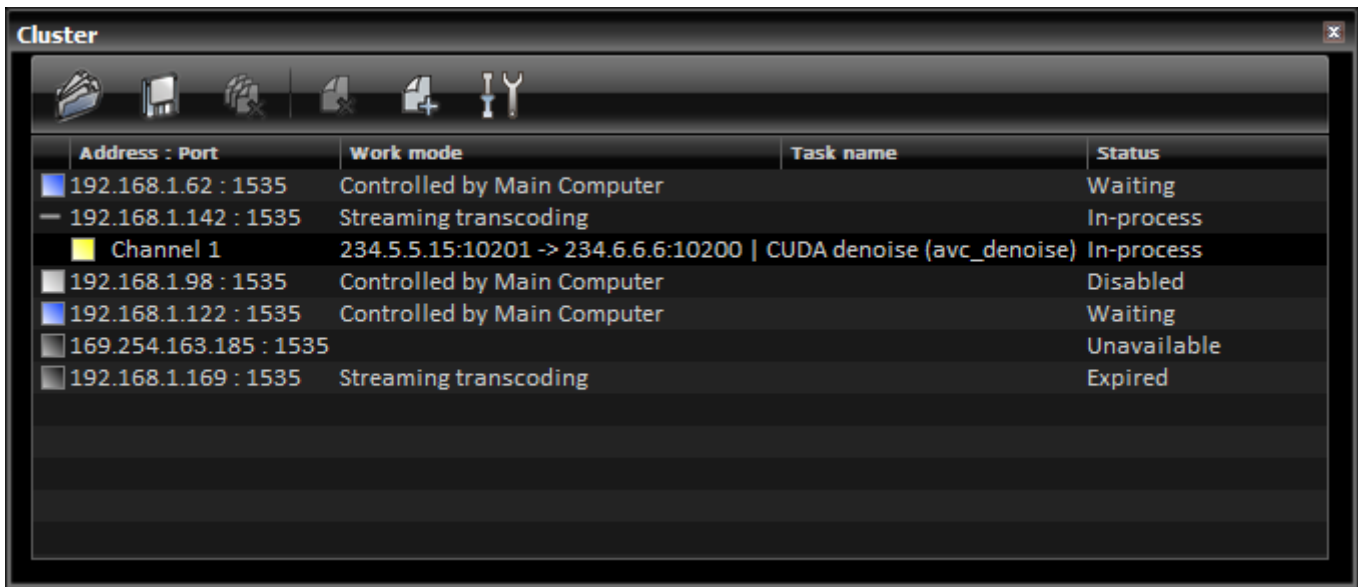 Cluster
Address : Port Work mode Task name Status
192.168.1.62 : 1535 Controlled by Main Computer Waiting
192.168.1.142 : 1535 Streaming transcoding In-process
Channel 1 234.5.5.15:10201 -> 234.6.6.6:10200 | CUDA denoise (avc_denoise) In-process
192.168.1.98 : 1535 Controlled by Main Computer Disabled
192.168.1.122 : 1535 Controlled by Main Computer Waiting
169.254.163.185 : 1535 Unavailable
192.168.1.169 : 1535 Streaming transcoding Expired